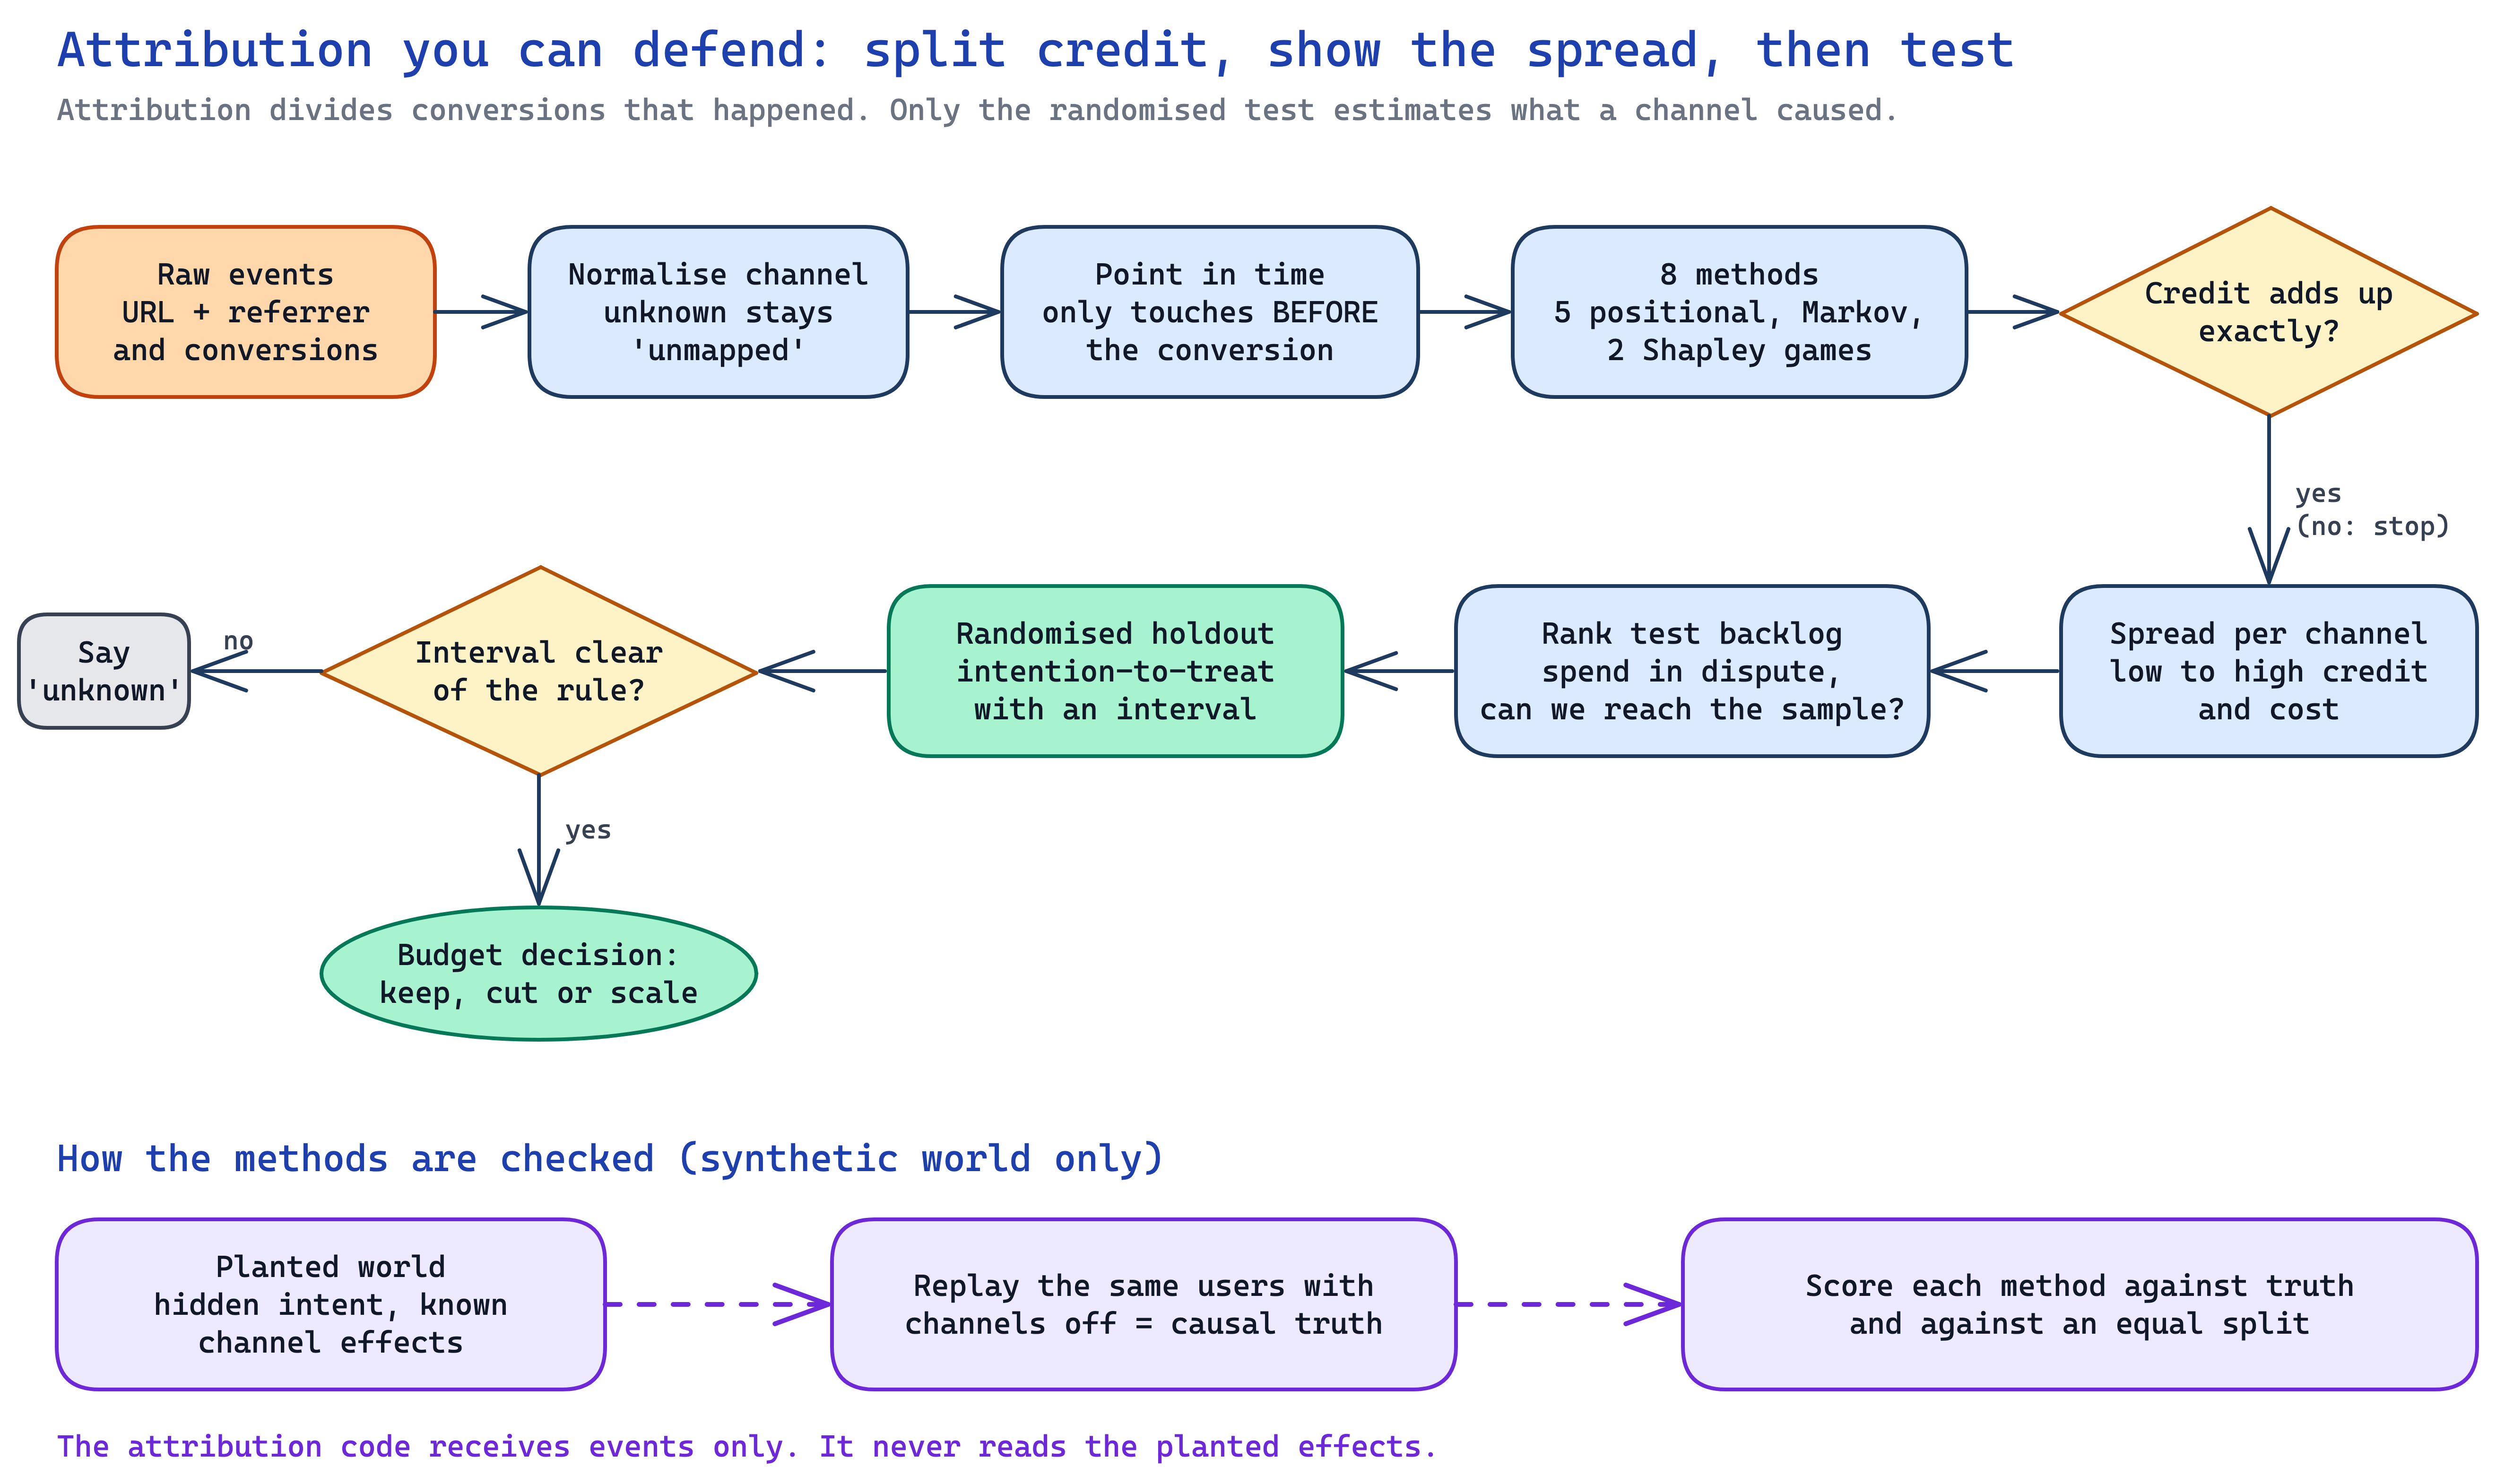 Attribution you can defend: split credit, show the spread, then test
Attribution divides conversions that happened. Only the randomised test estimates what a channel caused.
Raw events
URL + referrer
and conversions
Normalise channel
unknown stays
'unmapped'
Point in time
only touches BEFORE
the conversion
8 methods
5 positional, Markov,
2 Shapley games
Credit adds up
exactly?
yes
(no: stop)
Spread per channel
low to high credit
and cost
Rank test backlog
spend in dispute,
can we reach the sample?
Randomised holdout
intention-to-treat
with an interval
Interval clear
of the rule?
no
Say
'unknown'
yes
Budget decision:
keep, cut or scale
How the methods are checked (synthetic world only)
Planted world
hidden intent, known
channel effects
Replay the same users with
channels off = causal truth
Score each method against truth
and against an equal split
The attribution code receives events only. It never reads the planted effects.